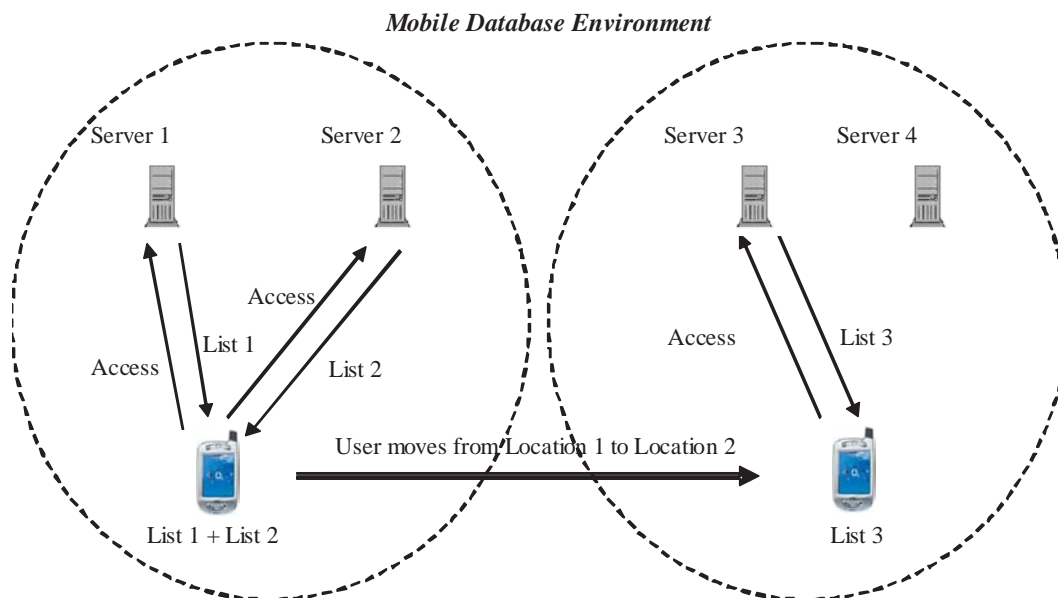 Mobile Database Environment
Server 1
Server 2
Server 3
Server 4
Access
List 1
Access
List 2
Access
List 3
User moves from Location 1 to Location 2
List 1 + List 2
List 3